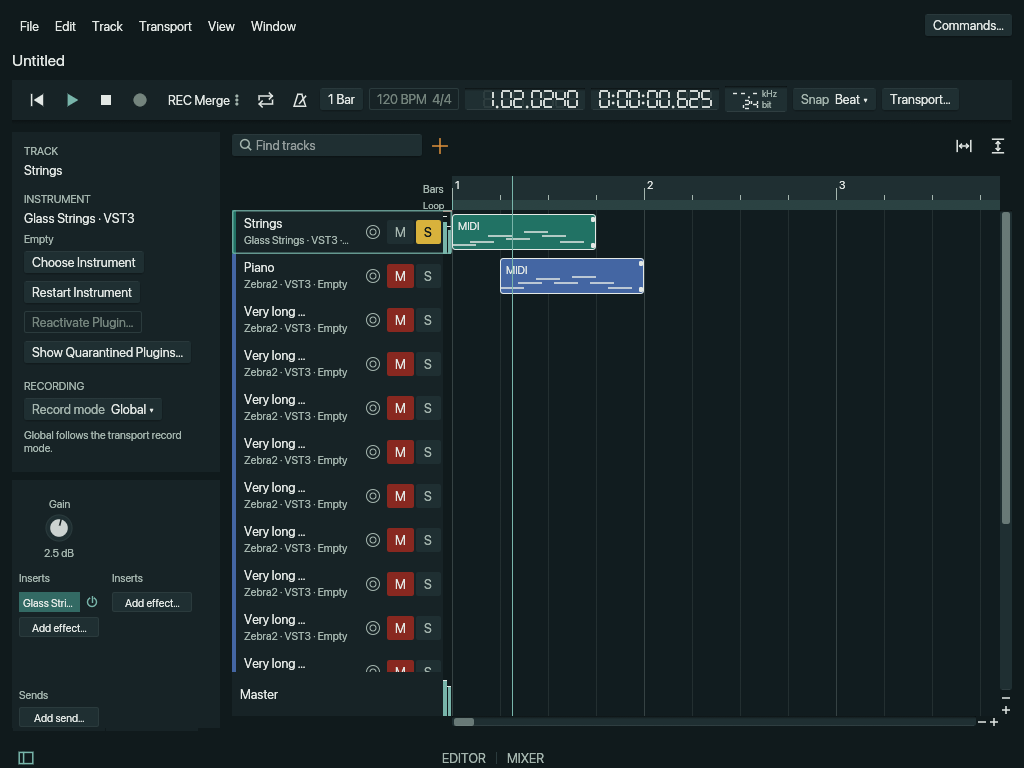 File Edit Track Transport View Window Commands...
Untitled
REC Merge 1 Bar 120 BPM 4/4 1.02.0240 0:00:00.625 --.- kHz -24 bit Snap Beat Transport...
TRACK
Strings
INSTRUMENT
Glass Strings · VST3
Empty
Choose Instrument
Restart Instrument
Reactivate Plugin...
Show Quarantined Plugins...
RECORDING
Record mode Global
Global follows the transport record
mode.
Gain
2.5 dB
Inserts Inserts
Glass Stri... Add effect...
Add effect...
Sends
Add send...
Find tracks
Bars 1 2 3
Loop
Strings
Glass Strings · VST3 ·...
M S
MIDI
Piano
Zebra2 · VST3 · Empty
M S
MIDI
Very long ...
Zebra2 · VST3 · Empty
M S
Very long ...
Zebra2 · VST3 · Empty
M S
Very long ...
Zebra2 · VST3 · Empty
M S
Very long ...
Zebra2 · VST3 · Empty
M S
Very long ...
Zebra2 · VST3 · Empty
M S
Very long ...
Zebra2 · VST3 · Empty
M S
Very long ...
Zebra2 · VST3 · Empty
M S
Very long ...
Zebra2 · VST3 · Empty
M S
Very long ...
M S
Master
EDITOR MIXER